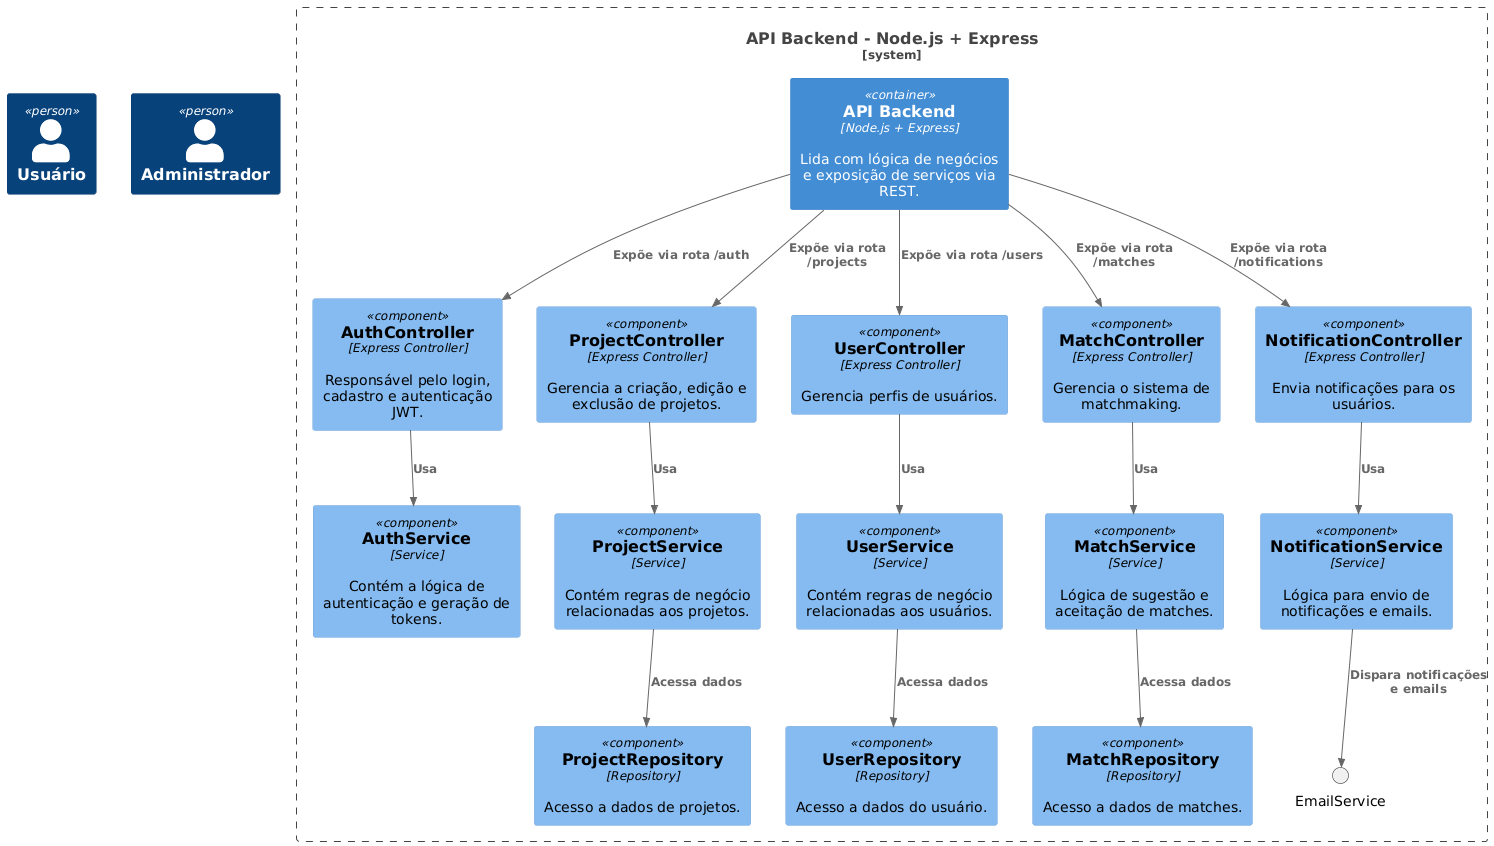 API Backend - Node.js + Express
[system]
«person»
Usuário
«person»
Administrador
«container»
API Backend
[Node.js + Express]
Lida com lógica de negócios
e exposição de serviços via
REST.
Expõe via rota /auth
Expõe via rota
/projects
Expõe via rota /users
Expõe via rota
/matches
Expõe via rota
/notifications
«component»
AuthController
[Express Controller]
Responsável pelo login,
cadastro e autenticação
JWT.
«component»
ProjectController
[Express Controller]
Gerencia a criação, edição e
exclusão de projetos.
«component»
UserController
[Express Controller]
Gerencia perfis de usuários.
«component»
MatchController
[Express Controller]
Gerencia o sistema de
matchmaking.
«component»
NotificationController
[Express Controller]
Envia notificações para os
usuários.
Usa
Usa
Usa
Usa
Usa
«component»
AuthService
[Service]
Contém a lógica de
autenticação e geração de
tokens.
«component»
ProjectService
[Service]
Contém regras de negócio
relacionadas aos projetos.
«component»
UserService
[Service]
Contém regras de negócio
relacionadas aos usuários.
«component»
MatchService
[Service]
Lógica de sugestão e
aceitação de matches.
«component»
NotificationService
[Service]
Lógica para envio de
notificações e emails.
Acessa dados
Acessa dados
Acessa dados
Dispara notificações
e emails
«component»
ProjectRepository
[Repository]
Acesso a dados de projetos.
«component»
UserRepository
[Repository]
Acesso a dados do usuário.
«component»
MatchRepository
[Repository]
Acesso a dados de matches.
EmailService